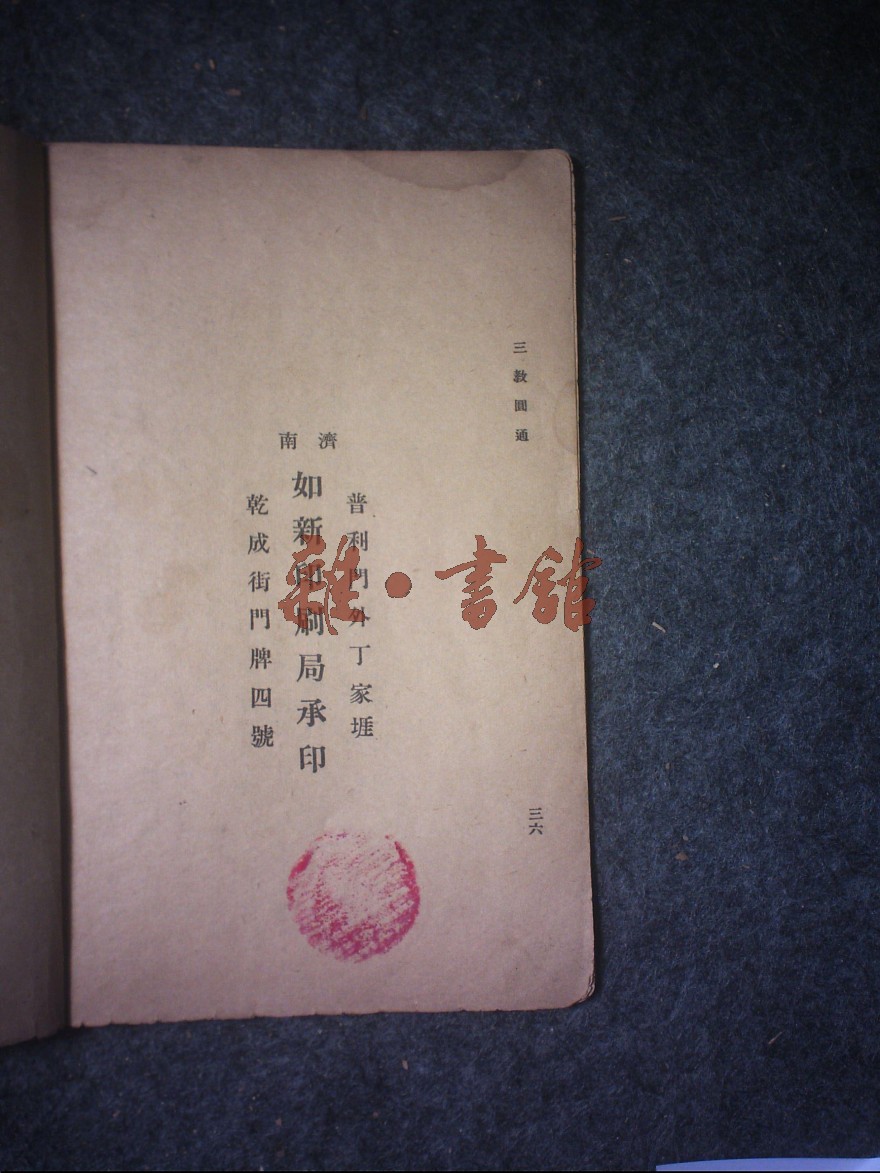 三教圓通
三六
濟南
普利門外丁家堐
如新印刷局承印
乾成街門牌四號
雜·書館